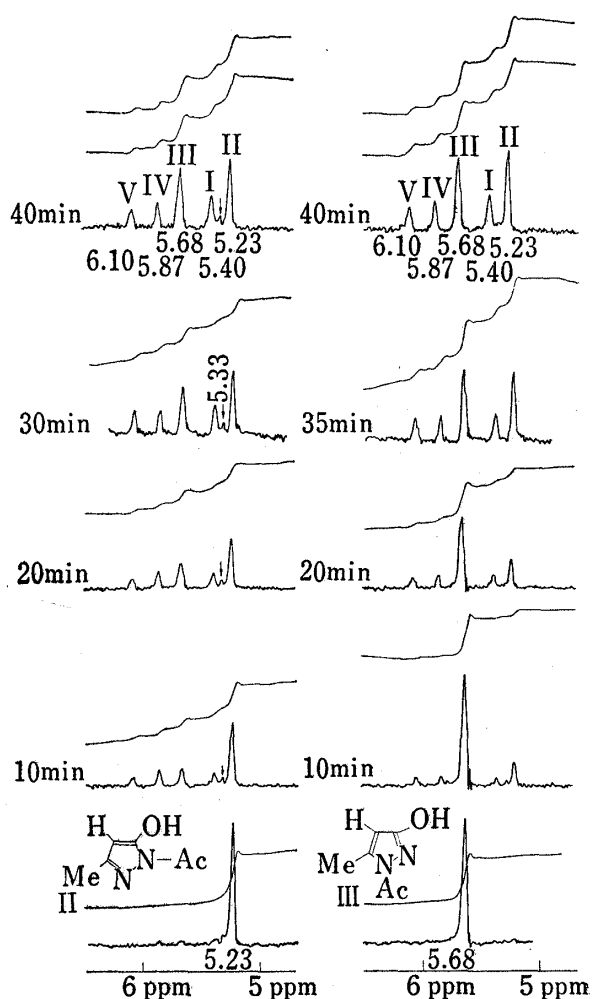 V IV III I II
40min
5.68 5.23
6.10 5.87 5.40
5.33
30min
20min
10min
H OH
N-Ac
Me N
II
5.23
6 ppm 5 ppm
V IV III I II
40min
6.10 5.68 5.23
5.87 5.40
35min
20min
10min
H OH
Me N
N
Ac
III
5.68
6 ppm 5 ppm